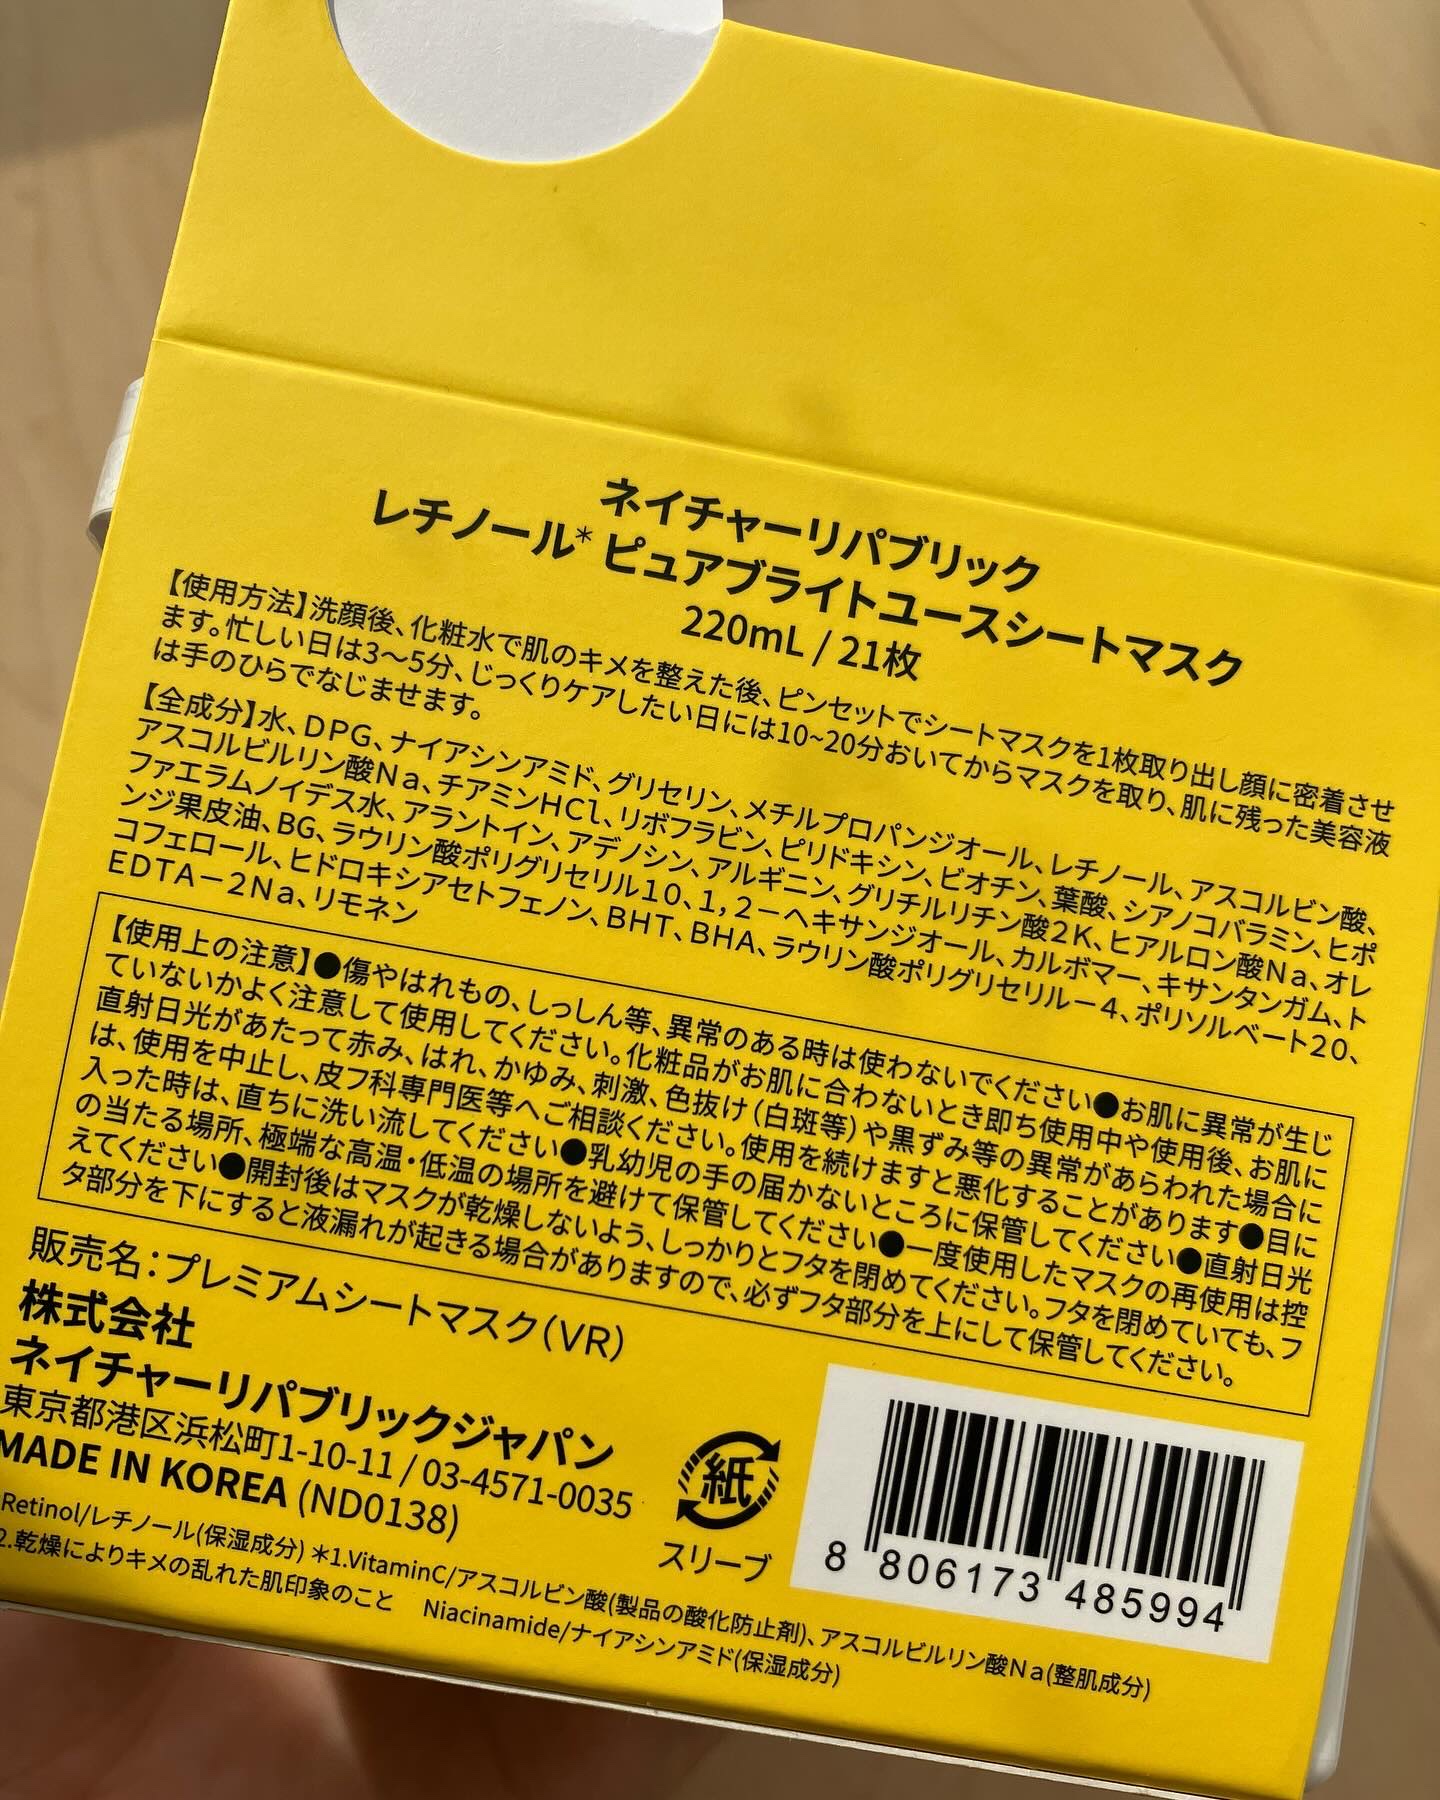 ネイチャーリパブリック
レチノール* ピュアブライトユースシートマスク
220mL / 21枚
【使用方法】洗顔後、化粧水で肌のキメを整えた後、ピンセットでシートマスクを1枚取り出し顔に密着させ
ます。忙しい日は3〜5分、じっくりケアしたい日には10~20分おいてからマスクを取り、肌に残った美容液
は手のひらでなじませます。
【全成分】水、DPG、ナイアシンアミド、グリセリン、メチルプロパンジオール、レチノール、アスコルビン酸、
アスコルビルリン酸Na、チアミンHCl、リボフラビン、ピリドキシン、ビオチン、葉酸、シアノコバラミン、ヒポ
ファエラムノイデス水、アラントイン、アデノシン、アルギニン、グリチルリチン酸2K、ヒアルロン酸Na、オレ
ンジ果皮油、BG、ラウリン酸ポリグリセリル10、1，2－ヘキサンジオール、カルボマー、キサンタンガム、ト
コフェロール、ヒドロキシアセトフェノン、BHT、BHA、ラウリン酸ポリグリセリル－4、ポリソルベート20、
EDTA－2Na、リモネン
【使用上の注意】●傷やはれもの、しっしん等、異常のある時は使わないでください●お肌に異常が生じ
ていないかよく注意して使用してください。化粧品がお肌に合わないとき即ち使用中や使用後、お肌に
直射日光があたって赤み、はれ、かゆみ、刺激、色抜け（白斑等）や黒ずみ等の異常があらわれた場合に
は、使用を中止し、皮フ科専門医等へご相談ください。使用を続けますと悪化することがあります●目に
入った時は、直ちに洗い流してください●乳幼児の手の届かないところに保管してください●直射日光
の当たる場所、極端な高温・低温の場所を避けて保管してください●一度使用したマスクの再使用は控
えてください●開封後はマスクが乾燥しないよう、しっかりとフタを閉めてください。フタを閉めていても、フ
タ部分を下にすると液漏れが起きる場合がありますので、必ずフタ部分を上にして保管してください。
販売名：プレミアムシートマスク（VR）
株式会社
ネイチャーリパブリックジャパン
東京都港区浜松町1-10-11 / 03-4571-0035
MADE IN KOREA (ND0138)
紙
スリーブ
8 806173 485994
Retinol/レチノール(保湿成分) *1.VitaminC/アスコルビン酸(製品の酸化防止剤)、アスコルビルリン酸Na(整肌成分)
2.乾燥によりキメの乱れた肌印象のこと Niacinamide/ナイアシンアミド(保湿成分)